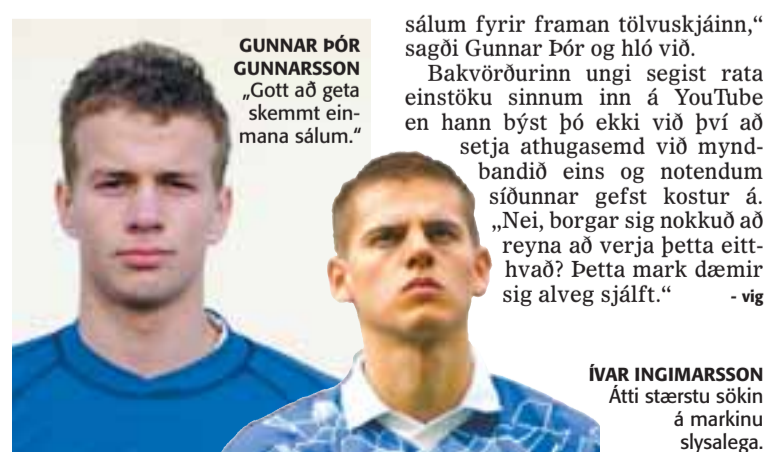 GUNNAR ÞÓR
GUNNARSSON
„Gott að geta
skemmt ein-
mana sálum.“
sálum fyrir framan tölvuskjáinn,“
sagði Gunnar Þór og hló við.
Bakvörðurinn ungi segist rata
einstöku sinnum inn á YouTube
en hann býst þó ekki við því að
setja athugasemd við mynd-
bandið eins og notendum
síðunnar gefst kostur á.
„Nei, borgar sig nokkuð að
reyna að verja þetta eitt-
hvað? Þetta mark dæmir
sig alveg sjálft.“ - vig
ÍVAR INGIMARSSON
Átti stærstu sökin
á markinu
slysalega.